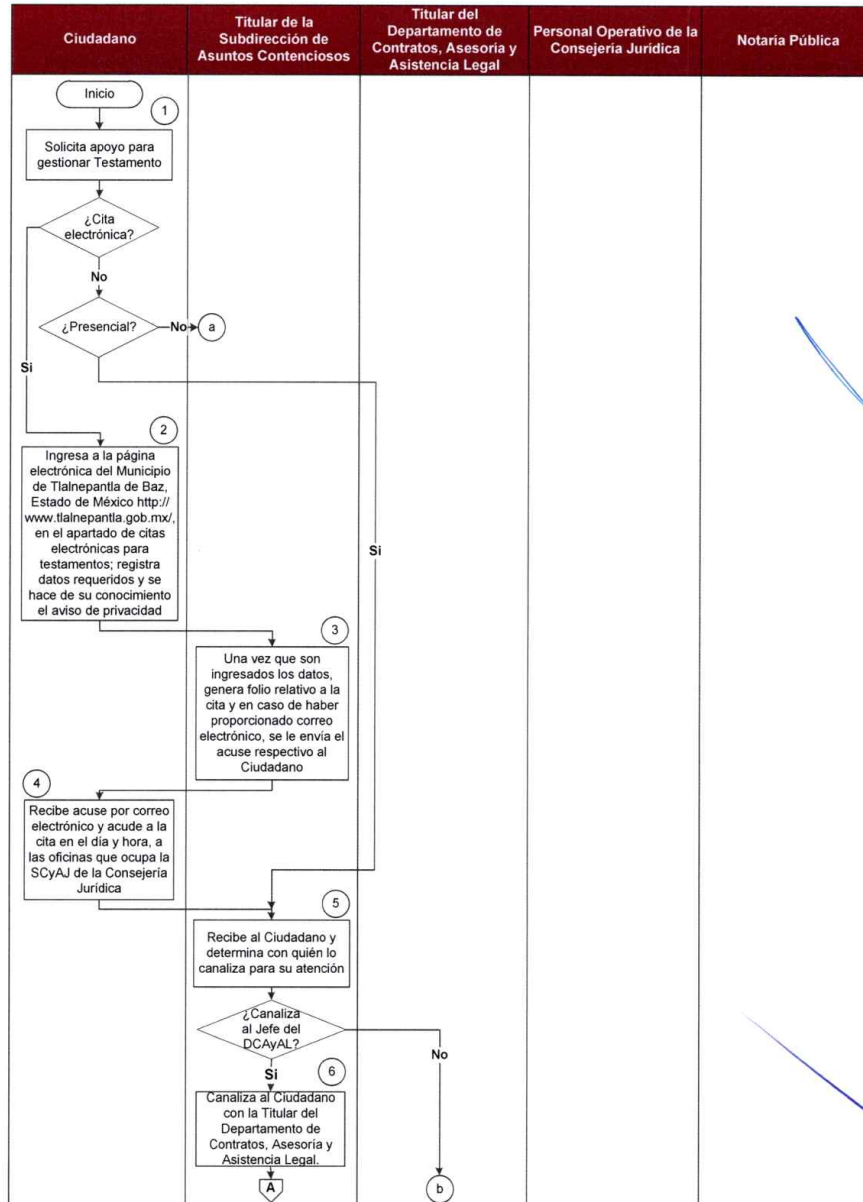 Ciudadano
Titular de la
Subdirección de
Asuntos Contenciosos
Titular del
Departamento de
Contratos, Asesoría y
Asistencia Legal
Personal Operativo de la
Consejería Jurídica
Notaría Pública
Inicio
1
Solicita apoyo para
gestionar Testamento
¿Cita
electrónica?
No
¿Presencial?
No
a
Si
Si
2
Ingresa a la página
electrónica del Municipio
de Tlalnepantla de Baz,
Estado de México http://
www.tlalnepantla.gob.mx/,
en el apartado de citas
electrónicas para
testamentos; registra
datos requeridos y se
hace de su conocimiento
el aviso de privacidad
3
Una vez que son
ingresados los datos,
genera folio relativo a la
cita y en caso de haber
proporcionado correo
electrónico, se le envía el
acuse respectivo al
Ciudadano
4
Recibe acuse por correo
electrónico y acude a la
cita en el día y hora, a
las oficinas que ocupa la
SCyAJ de la Consejería
Jurídica
5
Recibe al Ciudadano y
determina con quién lo
canaliza para su atención
¿Canaliza
al Jefe del
DCAyAL?
No
Si
6
Canaliza al Ciudadano
con la Titular del
Departamento de
Contratos, Asesoría y
Asistencia Legal.
A
b